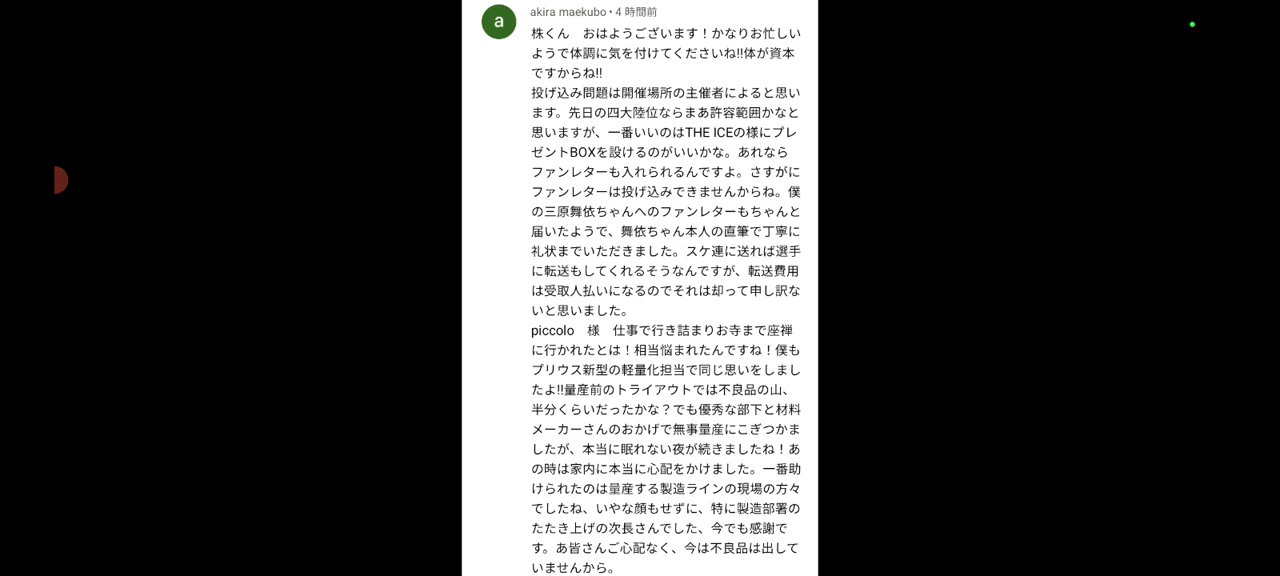 a
akira maekubo • 4 時間前
株くん　おはようございます！かなりお忙しい
ようで体調に気を付けてくださいね!!体が資本
ですからね!!
投げ込み問題は開催場所の主催者によると思い
ます。先日の四大陸位ならまあ許容範囲かなと
思いますが、一番いいのはTHE ICEの様にプレ
ゼントBOXを設けるのがいいかな。あれなら
ファンレターも入れられるんですよ。さすがに
ファンレターは投げ込みできませんからね。僕
の三原舞依ちゃんへのファンレターもちゃんと
届いたようで、舞依ちゃん本人の直筆で丁寧に
礼状までいただきました。スケ連に送れば選手
に転送もしてくれるそうなんですが、転送費用
は受取人払いになるのでそれは却って申し訳な
いと思いました。
piccolo　様　仕事で行き詰まりお寺まで座禅
に行かれたとは！相当悩まれたんですね！僕も
プリウス新型の軽量化担当で同じ思いをしまし
たよ!!量産前のトライアウトでは不良品の山、
半分くらいだったかな？でも優秀な部下と材料
メーカーさんのおかげで無事量産にこぎつかま
したが、本当に眠れない夜が続きましたね！あ
の時は家内に本当に心配をかけました。一番助
けられたのは量産する製造ラインの現場の方々
でしたね、いやな顔もせずに、特に製造部署の
たたき上げの次長さんでした、今でも感謝で
す。あ皆さんご心配なく、今は不良品は出して
いませんから。